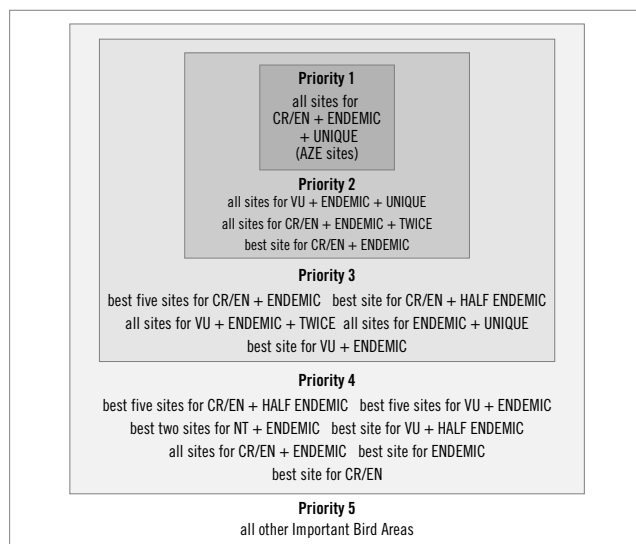 Priority 1
all sites for
CR/EN + ENDEMIC
+ UNIQUE
(AZE sites)
Priority 2
all sites for VU + ENDEMIC + UNIQUE
all sites for CR/EN + ENDEMIC + TWICE
best site for CR/EN + ENDEMIC
Priority 3
best five sites for CR/EN + ENDEMIC best site for CR/EN + HALF ENDEMIC
all sites for VU + ENDEMIC + TWICE all sites for ENDEMIC + UNIQUE
best site for VU + ENDEMIC
Priority 4
best five sites for CR/EN + HALF ENDEMIC best five sites for VU + ENDEMIC
best two sites for NT + ENDEMIC best site for VU + HALF ENDEMIC
all sites for CR/EN + ENDEMIC best site for ENDEMIC
best site for CR/EN
Priority 5
all other Important Bird Areas